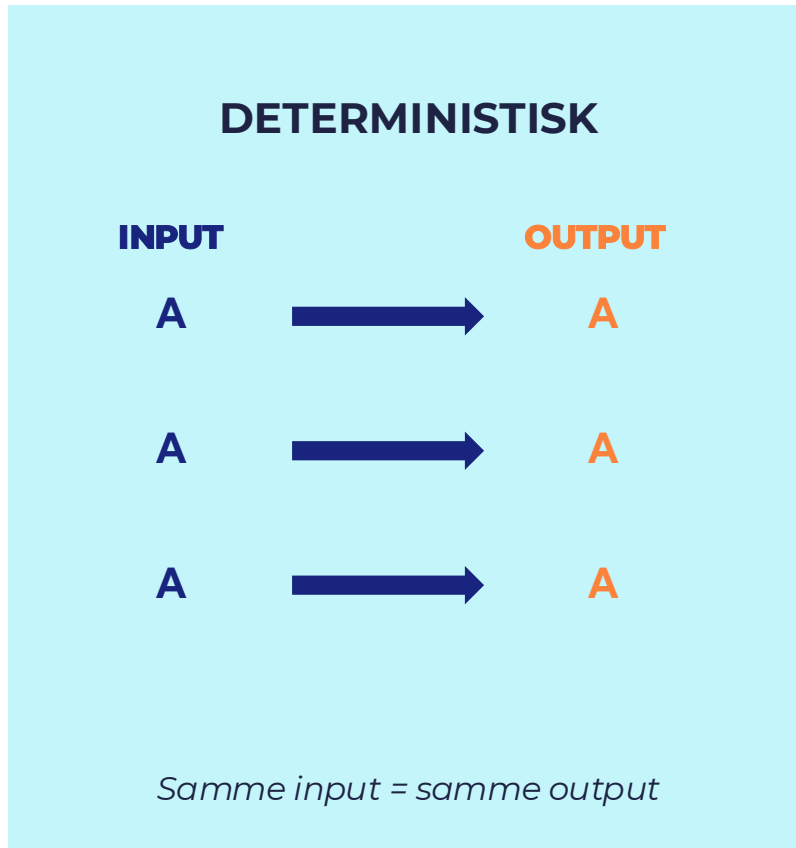 DETERMINISTISK
INPUT OUTPUT
A A
A A
A A
Samme input = samme output